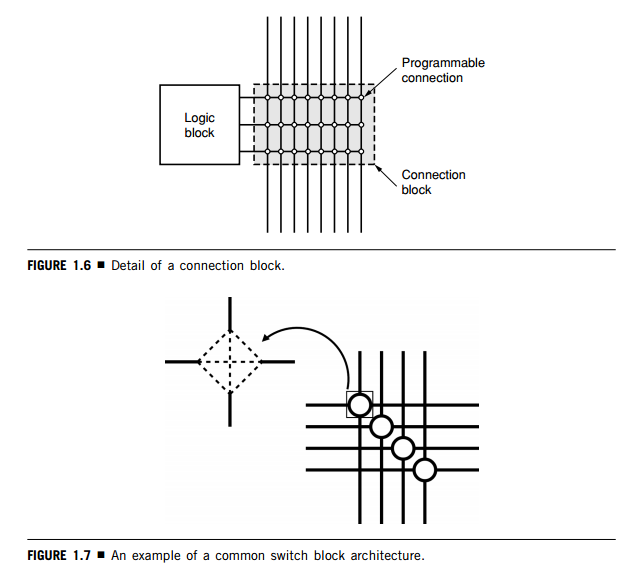 Programmable
connection
Logic
block
Connection
block
FIGURE 1.6 ■ Detail of a connection block.
FIGURE 1.7 ■ An example of a common switch block architecture.